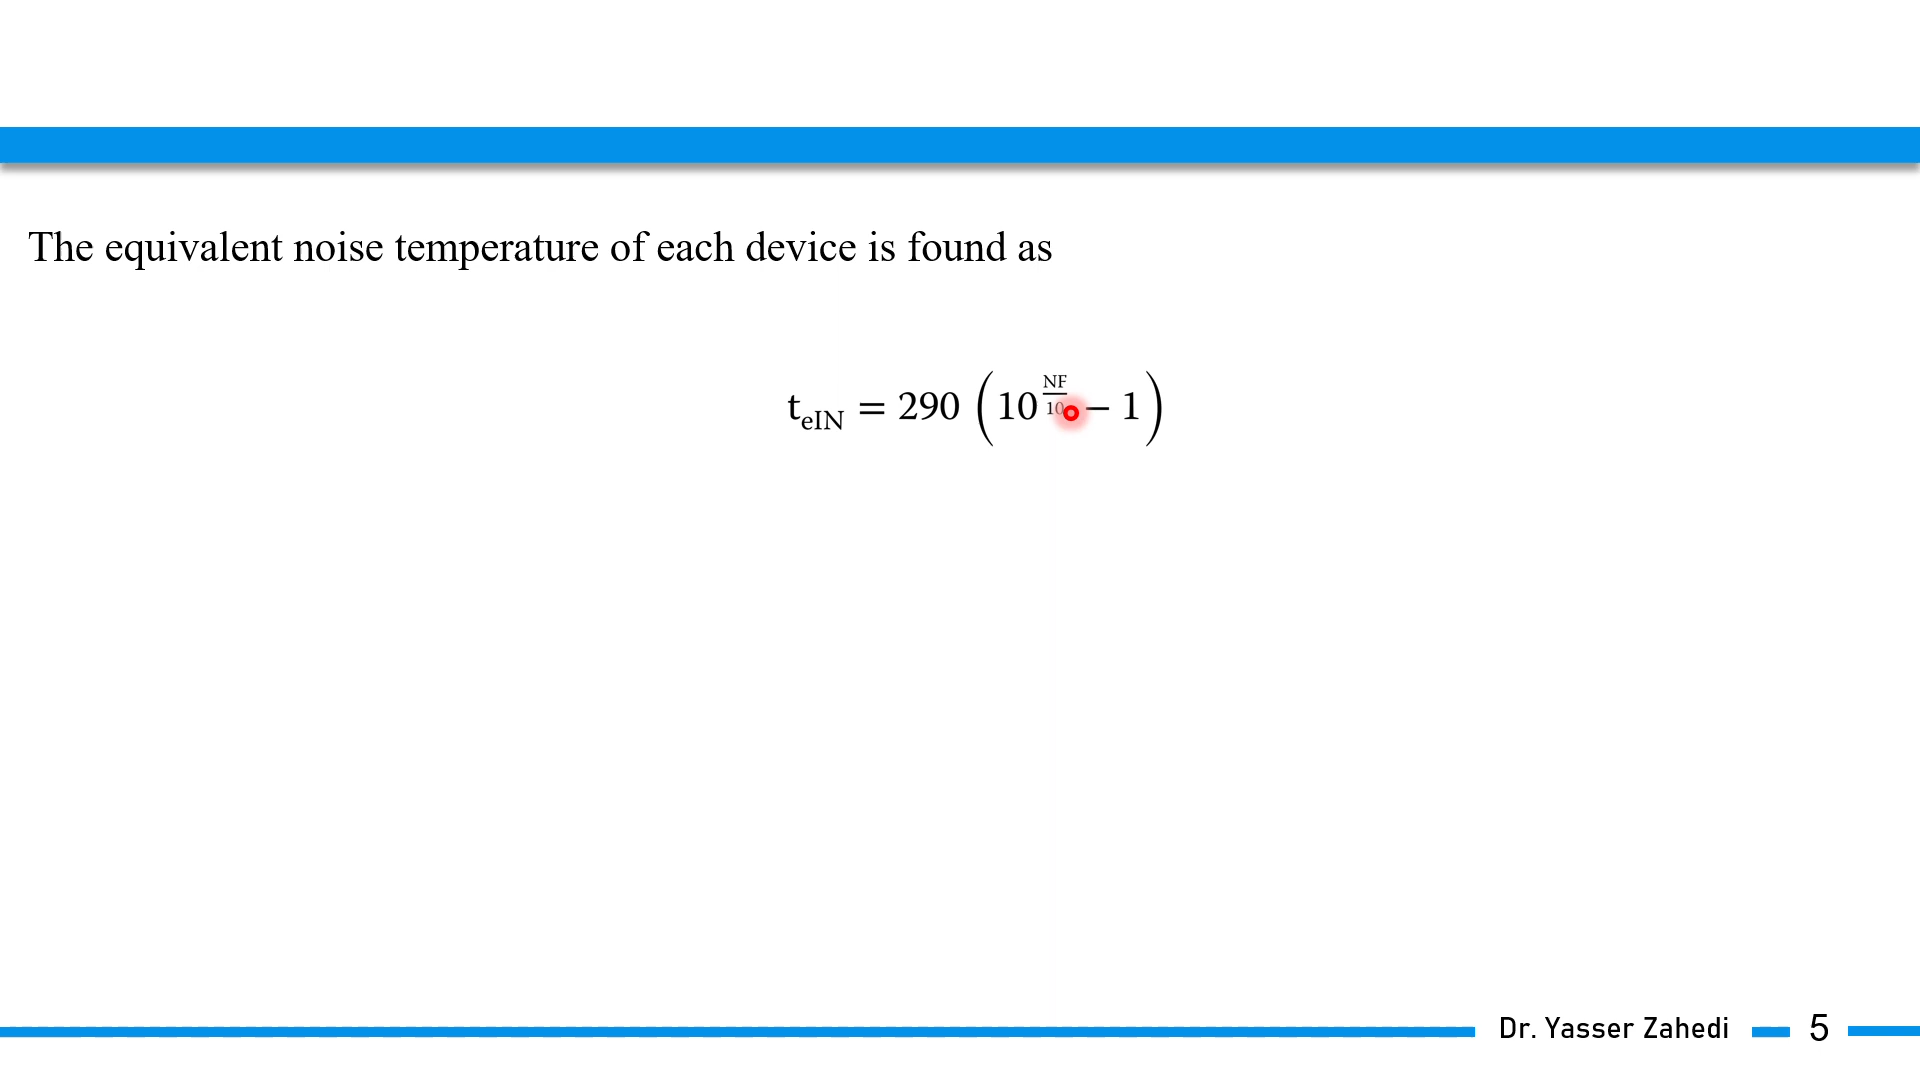 The equivalent noise temperature of each device is found as
t_eIN = 290 (10^(NF/10) − 1)
Dr. Yasser Zahedi 5